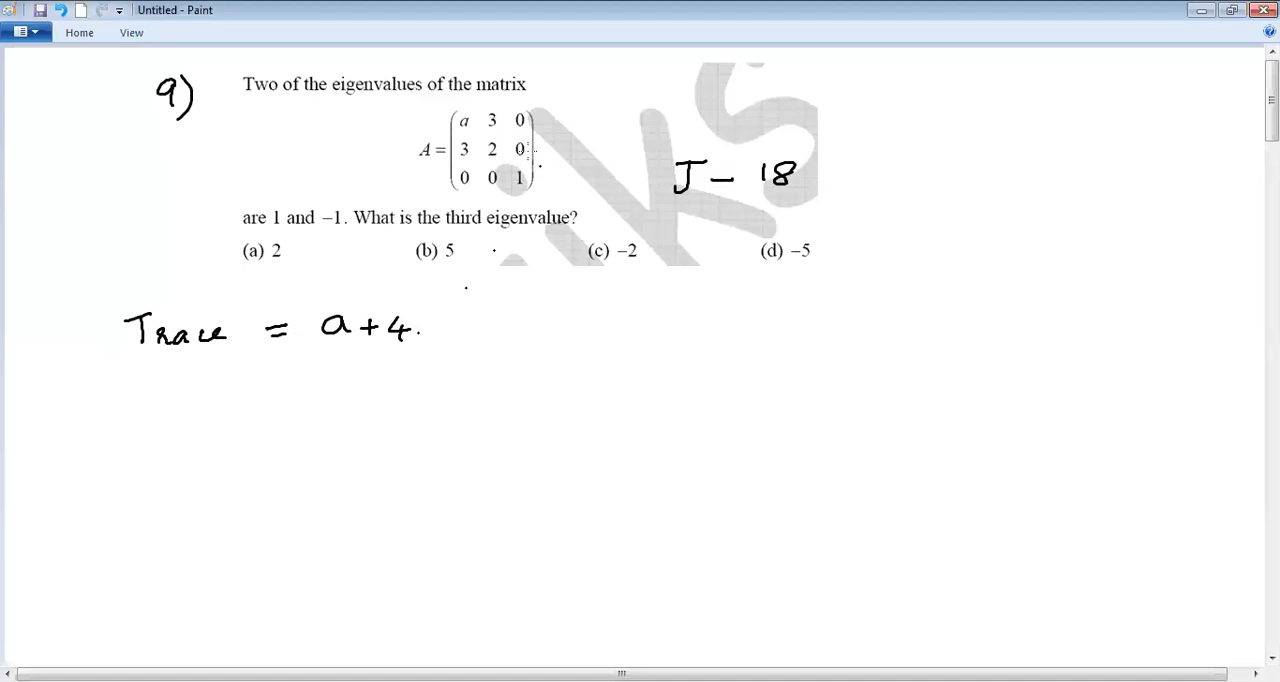 Untitled - Paint
Home View
9) Two of the eigenvalues of the matrix
a 3 0
A = 3 2 0
0 0 1 .
J - 18
are 1 and −1. What is the third eigenvalue?
(a) 2 (b) 5 (c) −2 (d) −5
Trace = a + 4.